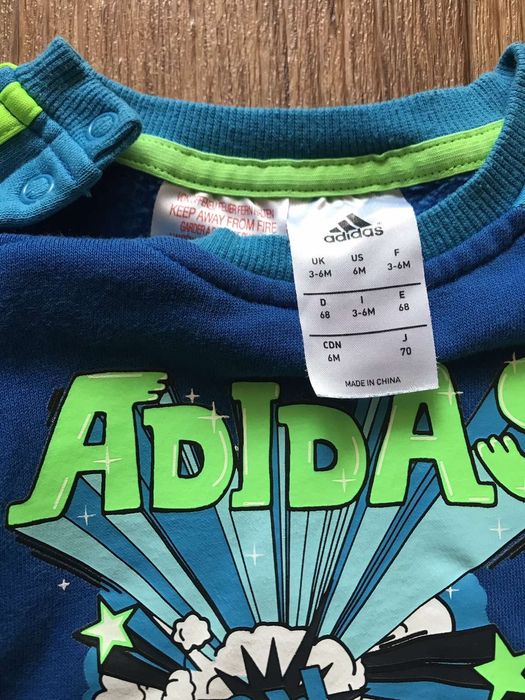 KEEP AWAY FROM FIRE
adidas
UK US F
3-6M 6M 3-6M
D I E
68 3-6M 68
CDN J
6M 70
MADE IN CHINA
ADIDAS